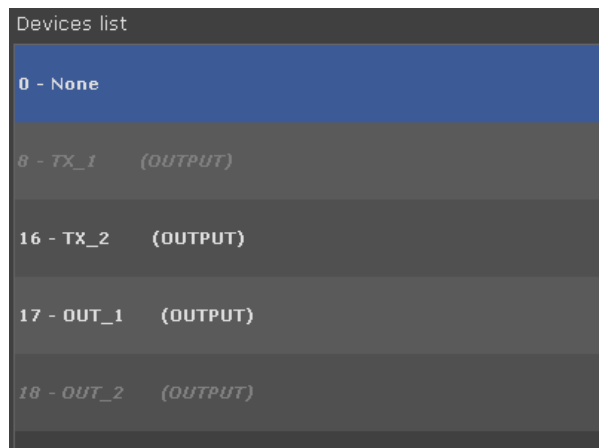 Devices list
0 - None
8 - TX_1 (OUTPUT)
16 - TX_2 (OUTPUT)
17 - OUT_1 (OUTPUT)
18 - OUT_2 (OUTPUT)